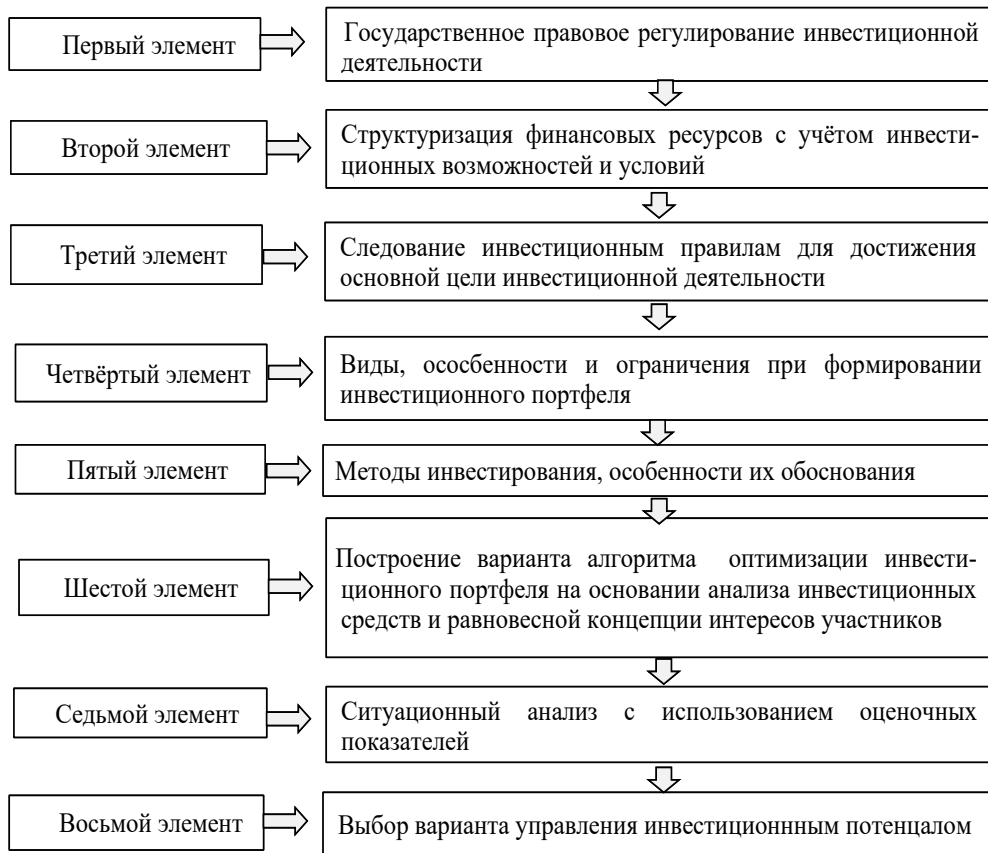 Первый элемент
Государственное правовое регулирование инвестиционной
деятельности
Второй элемент
Структуризация финансовых ресурсов с учётом инвести-
ционных возможностей и условий
Третий элемент
Следование инвестиционным правилам для достижения
основной цели инвестиционной деятельности
Четвёртый элемент
Виды, ососбенности и ограничения при формировании
инвестиционного портфеля
Пятый элемент
Методы инвестирования, особенности их обоснования
Шестой элемент
Построение варианта алгоритма оптимизации инвести-
ционного портфеля на основании анализа инвестиционных
средств и равновесной концепции интересов участников
Седьмой элемент
Ситуационный анализ с использованием оценочных
показателей
Восьмой элемент
Выбор варианта управления инвестиционнным потенцалом